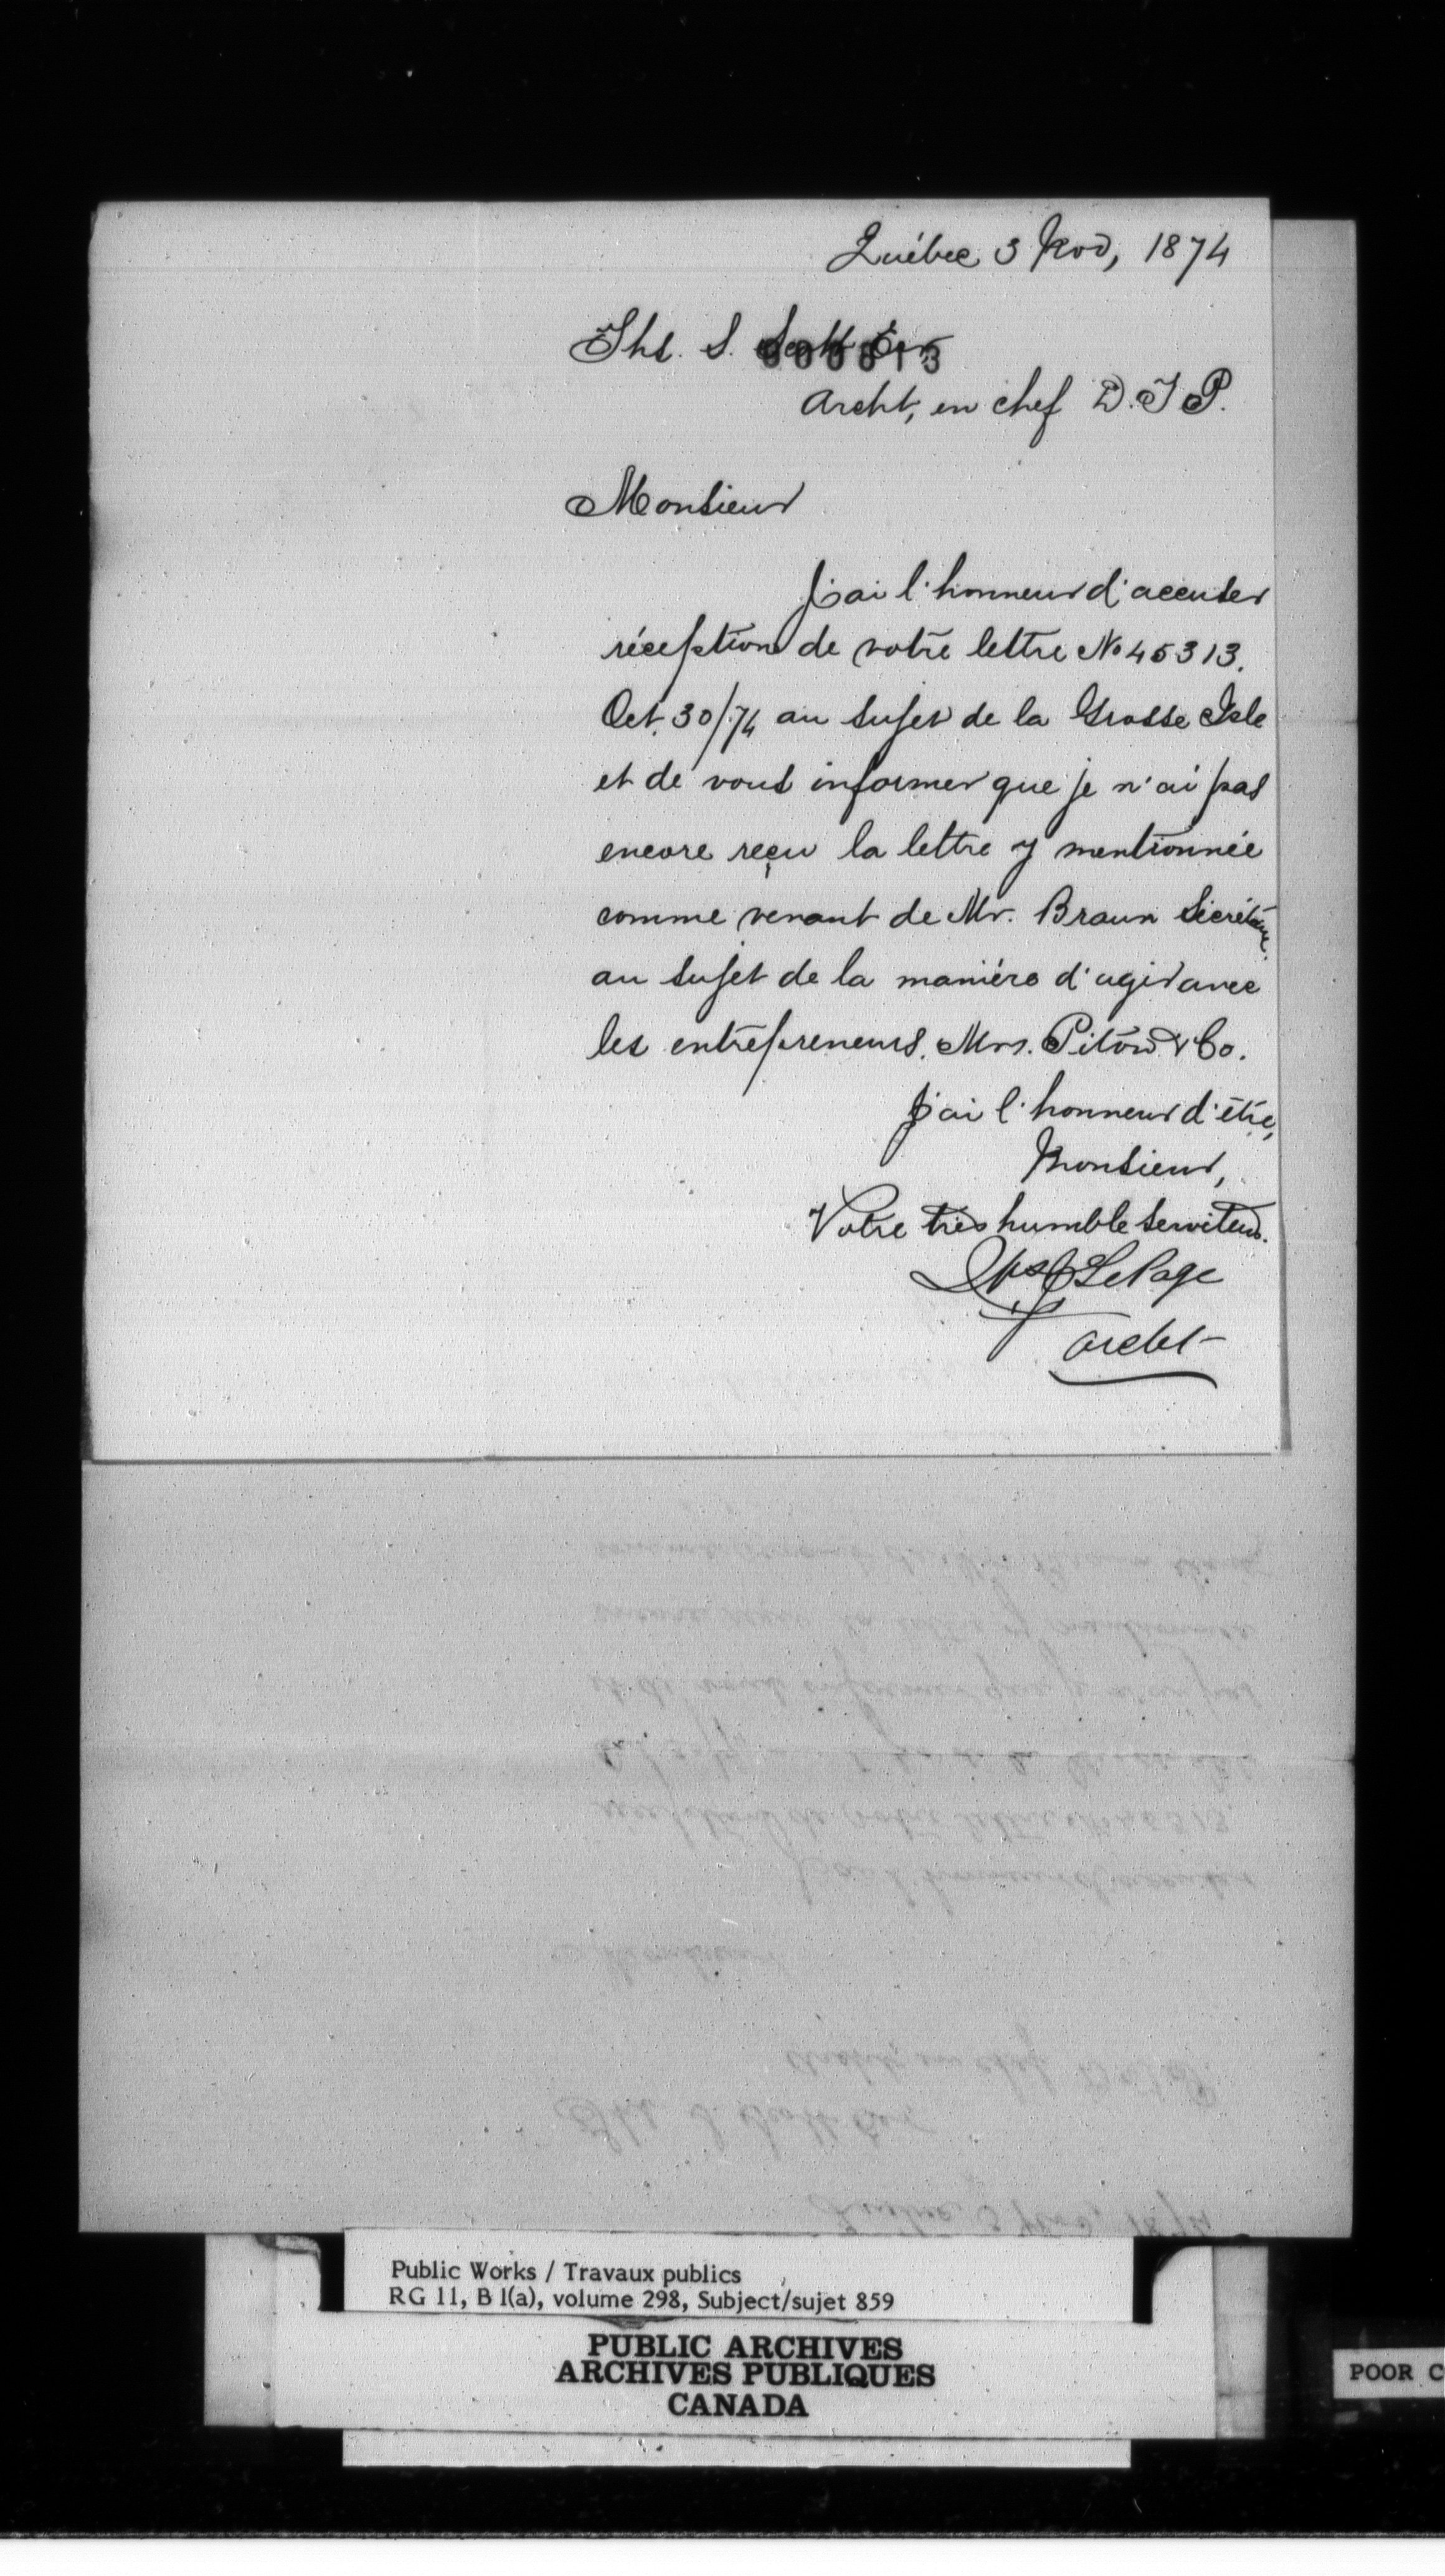 Québec 3 Nov, 1874
Ths. S. Scott Esr
000813
Archt, en chef D.T.P.
Monsieur
J'ai l'honneur d'accuser
réception de votre lettre No 45313.
Oct. 30/74 au sujet de la Grosse Isle
et de vous informer que je n'ai pas
encore reçu la lettre y mentionnée
comme venant de Mr. Braun Secrétaire
au sujet de la manière d'agir avec
les entrepreneurs, Mrs. Piton & Co.
J'ai l'honneur d'être,
Monsieur,
Votre très humble serviteur.
LePage
Archt
Public Works / Travaux publics
RG 11, B1(a), volume 298, Subject/sujet 859
PUBLIC ARCHIVES
ARCHIVES PUBLIQUES
CANADA
POOR C